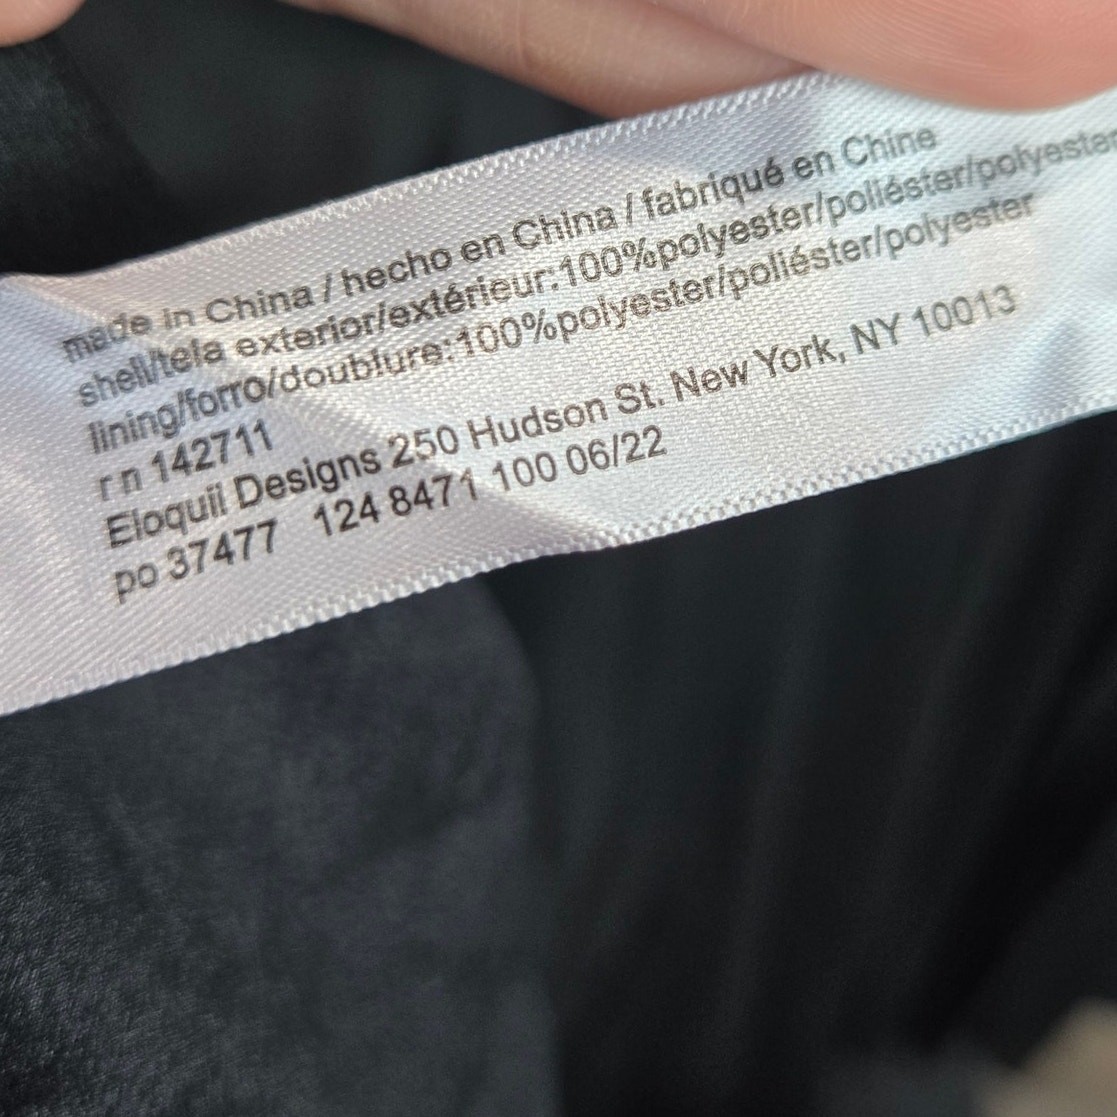 made in China / hecho en China / fabriqué en Chine
shell/tela exterior/extérieur:100%polyester/poliéster/polyester
lining/forro/doublure:100%polyester/poliéster/polyester
rn 142711
Eloquii Designs 250 Hudson St. New York, NY 10013
po 37477 124 8471 100 06/22